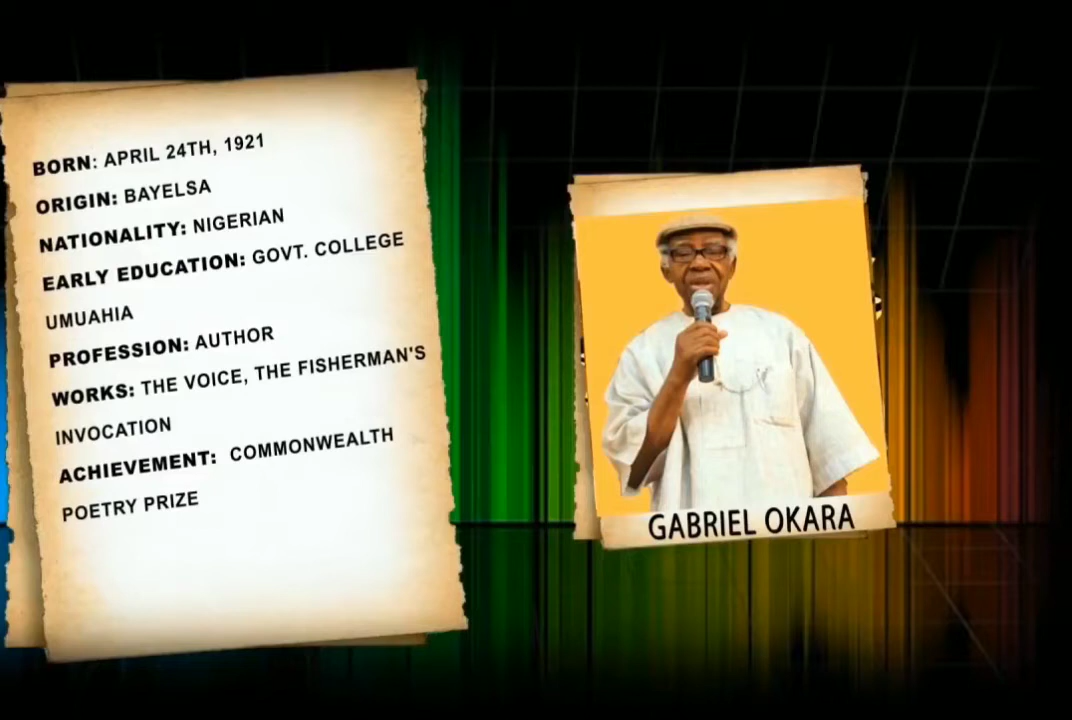 BORN: APRIL 24TH, 1921
ORIGIN: BAYELSA
NATIONALITY: NIGERIAN
EARLY EDUCATION: GOVT. COLLEGE
UMUAHIA
PROFESSION: AUTHOR
WORKS: THE VOICE, THE FISHERMAN'S
INVOCATION
ACHIEVEMENT: COMMONWEALTH
POETRY PRIZE
GABRIEL OKARA